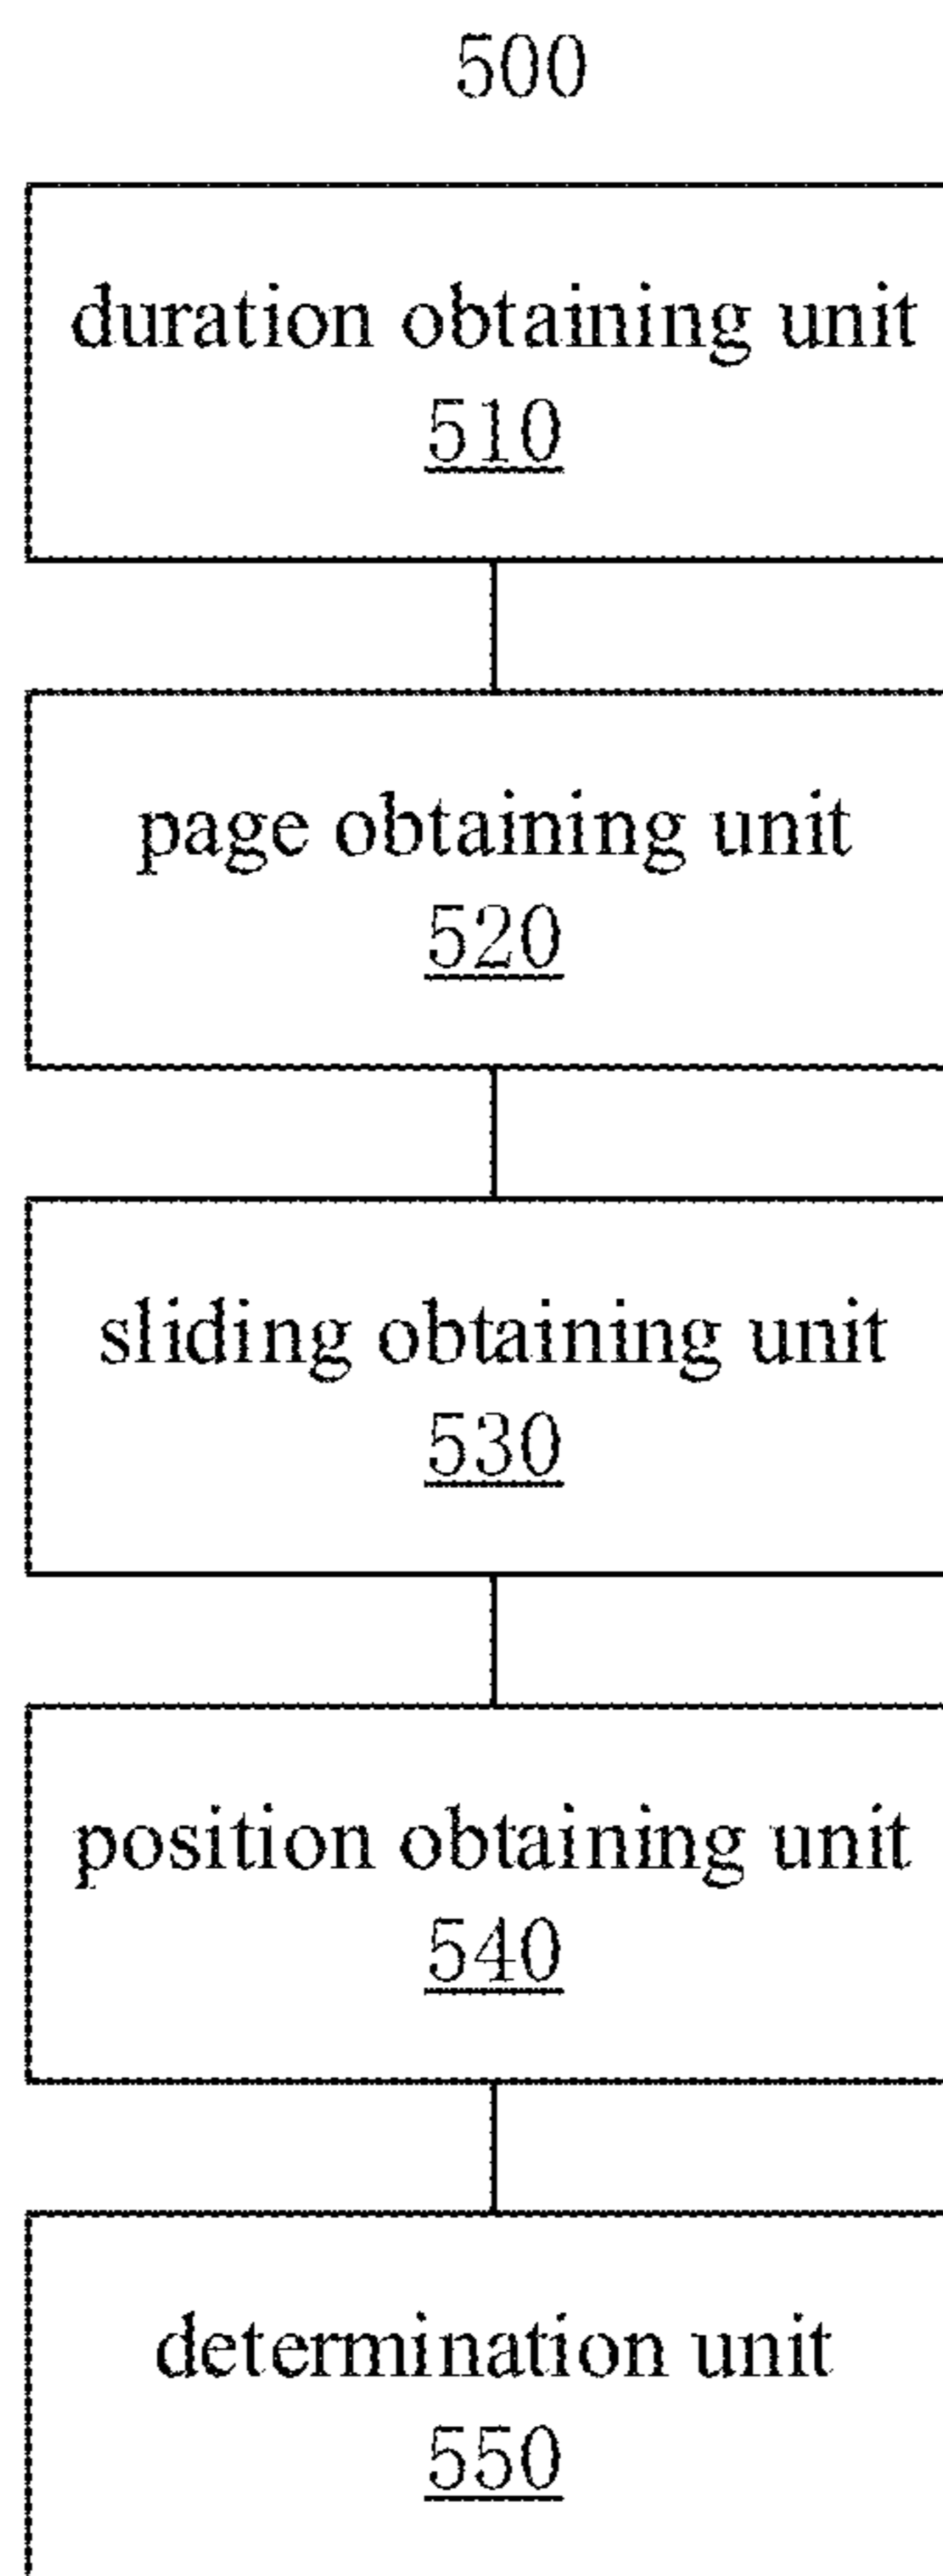 500
duration obtaining unit
510
page obtaining unit
520
sliding obtaining unit
530
position obtaining unit
540
determination unit
550